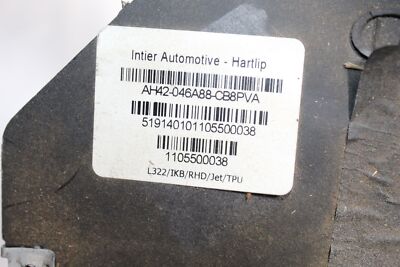 Intier Automotive - Hartlip
AH42-046A88-CB8PVA
519140101105500038
1105500038
L322/IKB/RHD/Jet/TPU